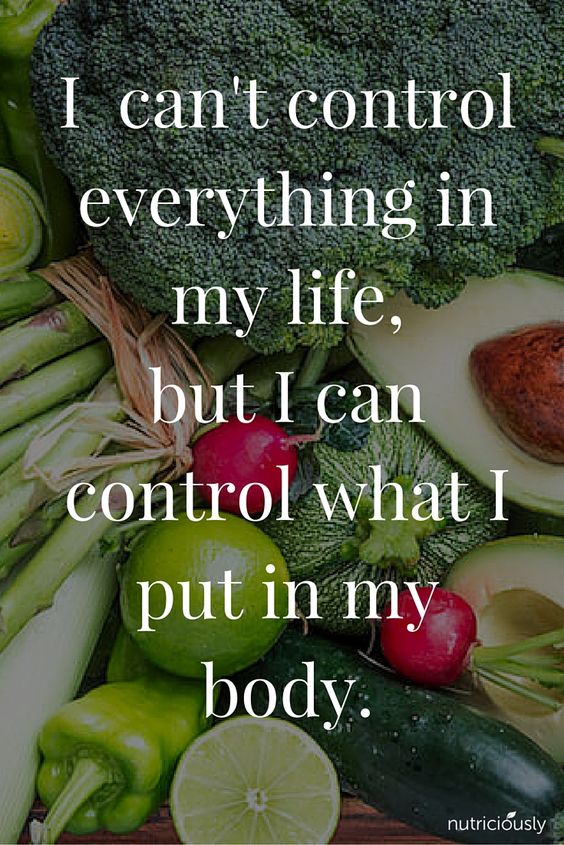 I can't control
everything in
my life,
but I can
control what I
put in my
body.
nutriciously